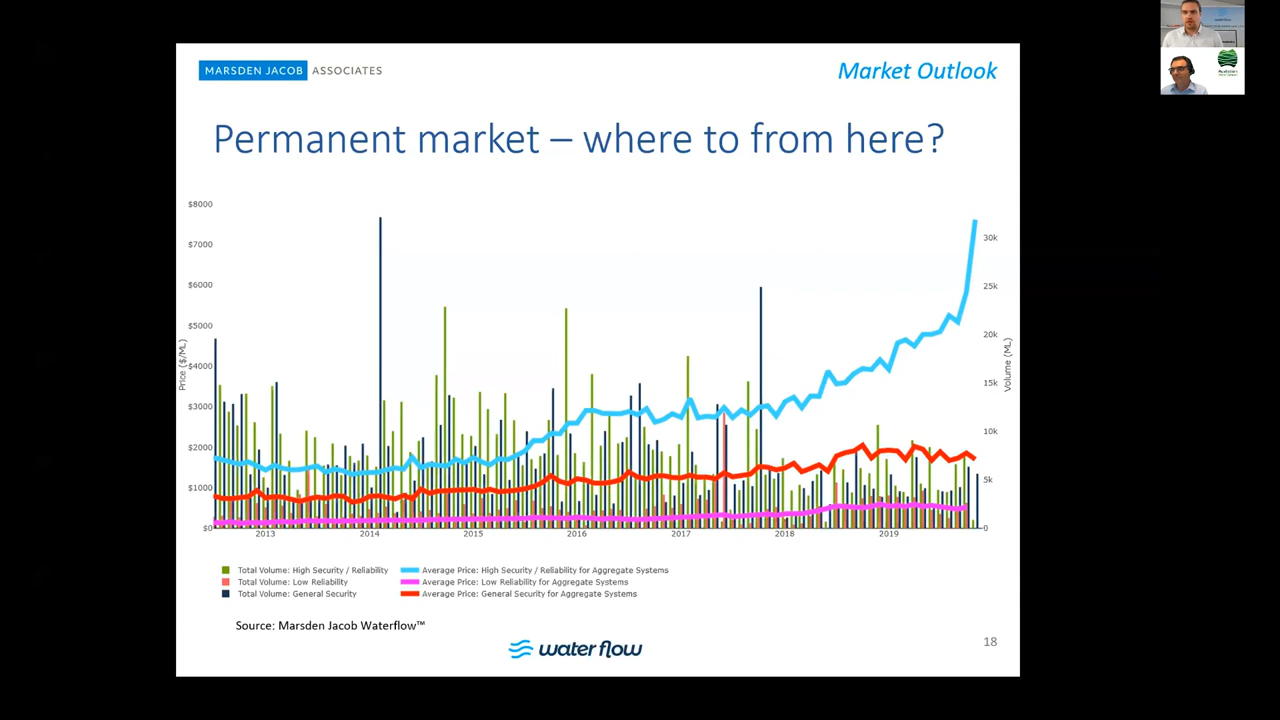 MARSDEN JACOB ASSOCIATES
Market Outlook
Permanent market – where to from here?
$8000
$7000
$6000
$5000
$4000
$3000
$2000
$1000
$0
Price ($/ML)
30k
25k
20k
15k
10k
5k
0
Volume (ML)
2013 2014 2015 2016 2017 2018 2019
Total Volume: High Security / Reliability
Average Price: High Security / Reliability for Aggregate Systems
Total Volume: Low Reliability
Average Price: Low Reliability for Aggregate Systems
Total Volume: General Security
Average Price: General Security for Aggregate Systems
Source: Marsden Jacob Waterflow™
water flow
18